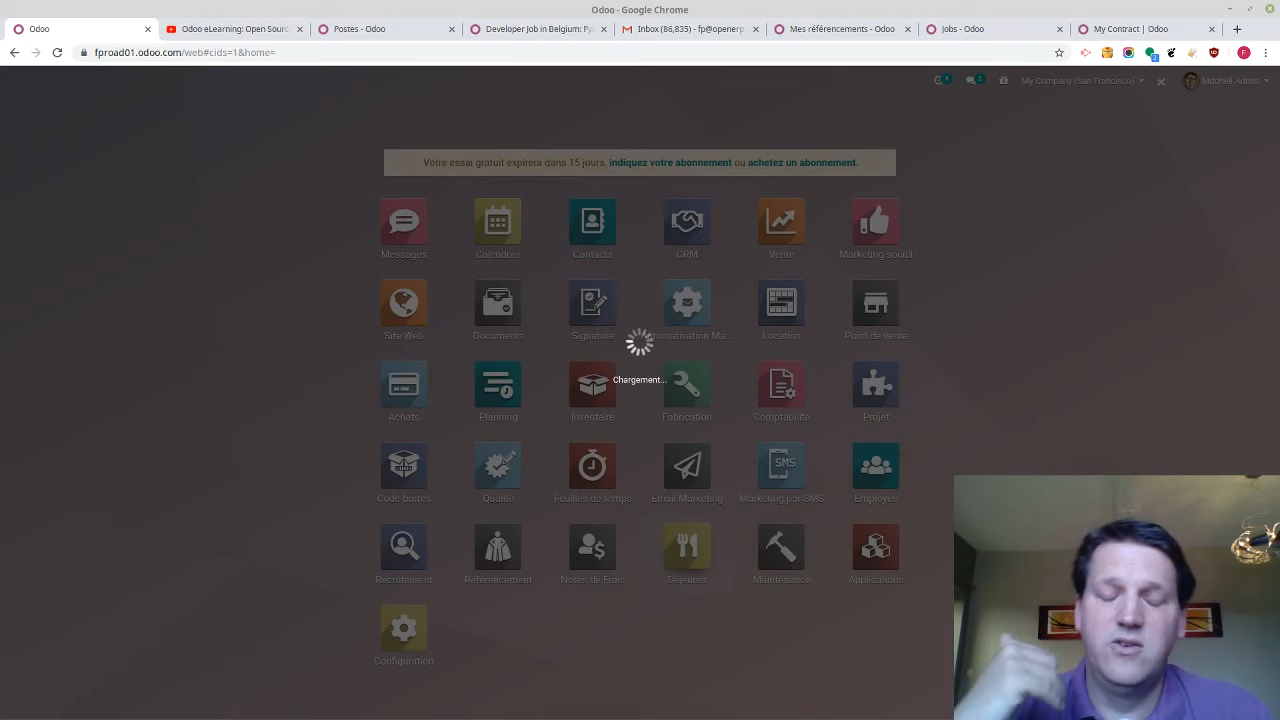 Odoo - Google Chrome
Odoo
Odoo eLearning: Open Sourc
Postes - Odoo
Developer Job in Belgium: Py
Inbox (86,835) - fp@openerp
Mes référencements - Odoo
Jobs - Odoo
My Contract | Odoo
fproad01.odoo.com/web#cids=1&home=
My Company (San Francisco)
Mitchell Admin
Votre essai gratuit expirera dans 15 jours, indiquez votre abonnement ou achetez un abonnement.
Messages
Calendrier
Contacts
CRM
Vente
Marketing social
Site Web
Documents
Signature
utomatisation Ma...
Location
Point de vente
Chargement...
Achats
Planning
Inventaire
Fabrication
Comptabilité
Projet
SMS
Code barres
Qualité
Feuilles de temps
Email Marketing
Marketing par SMS
Employés
Recrutement
Référencement
Notes de Frais
Déjeuner
Maintenance
Applications
Configuration